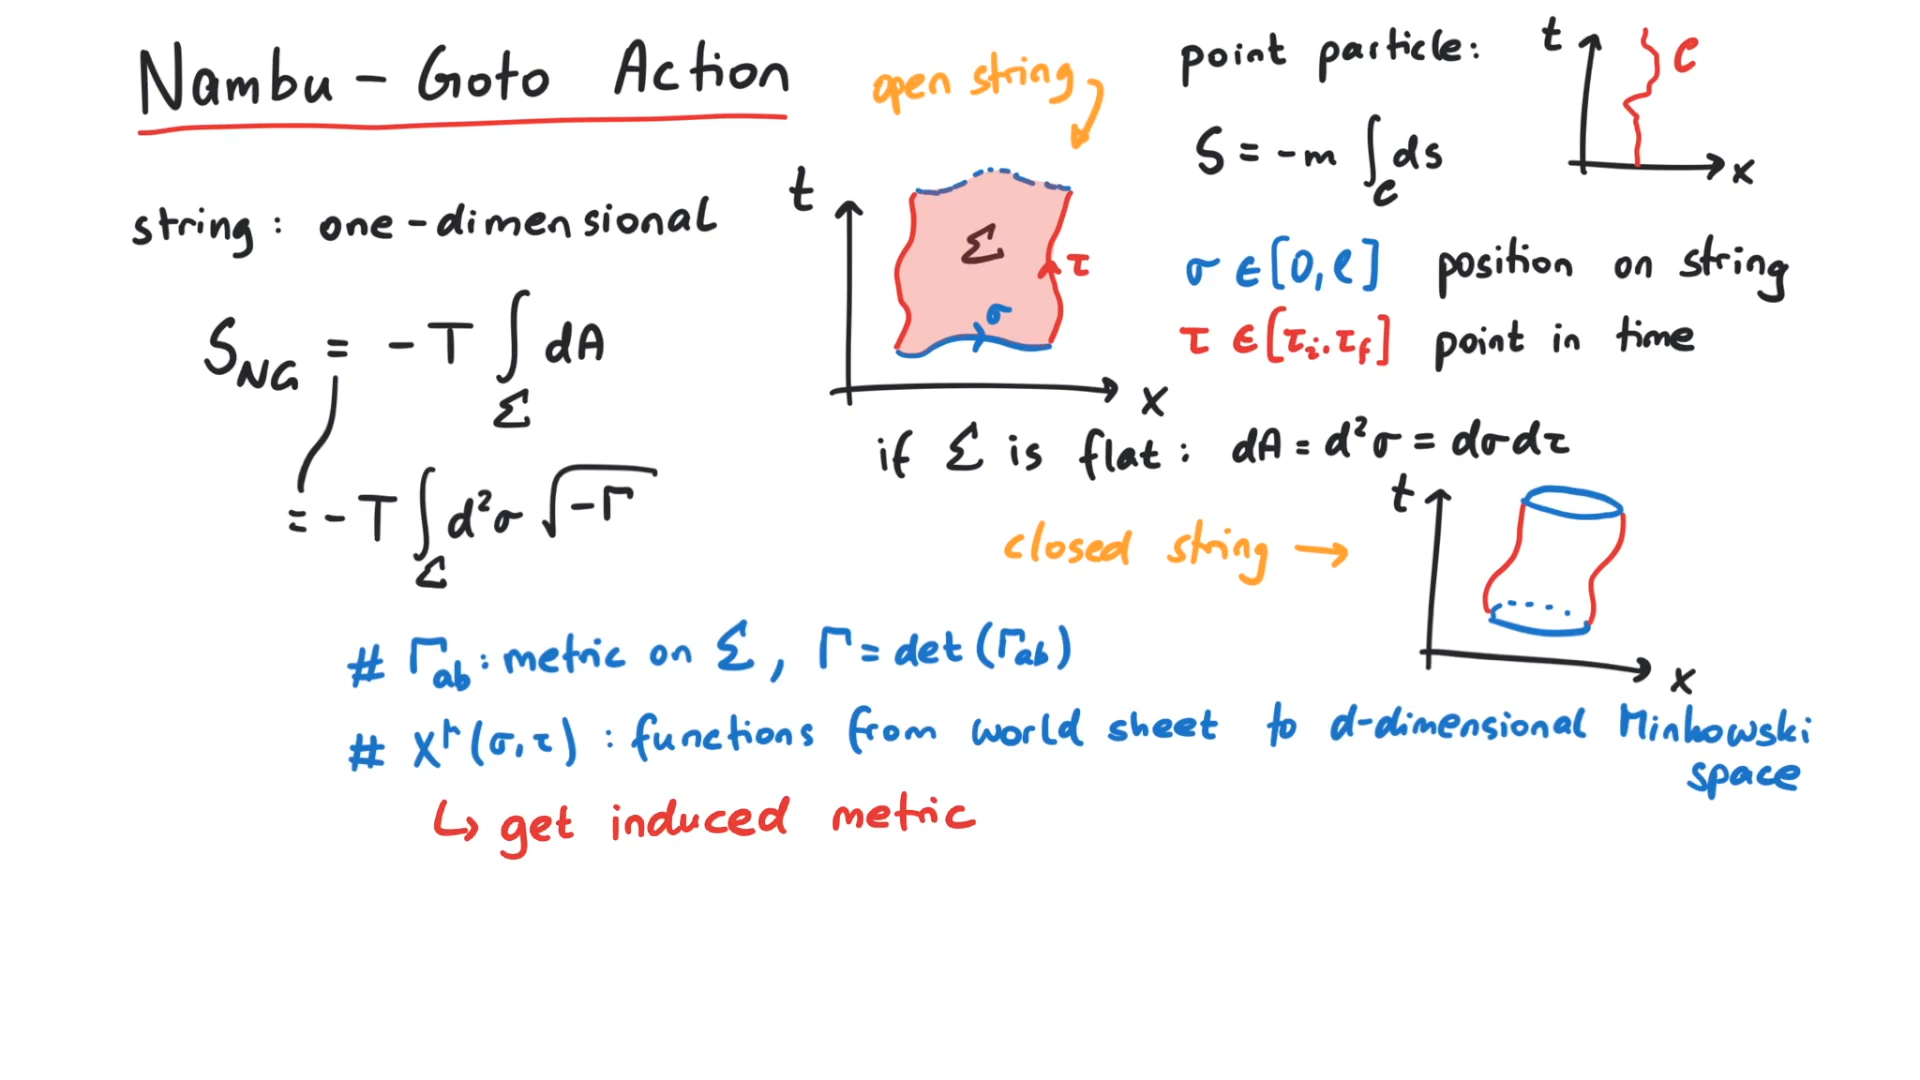 Nambu - Goto Action
string : one-dimensional
S_NG = -T ∫_Σ dA
= -T ∫_Σ d²σ √-Γ
open string
t
Σ
τ
σ
x
point particle:
S = -m ∫_C ds
t
C
x
σ ∈ [0, ℓ] position on string
τ ∈ [τ_i, τ_f] point in time
if Σ is flat : dA = d²σ = dσdτ
closed string →
t
x
# Γ_ab : metric on Σ, Γ = det(Γ_ab)
# X^μ(σ,τ) : functions from world sheet to d-dimensional Minkowski
space
↳ get induced metric